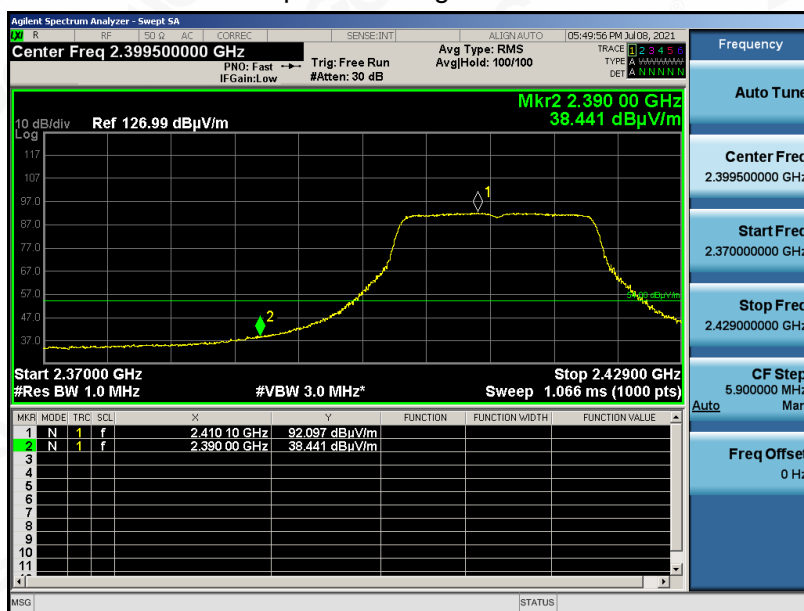 Agilent Spectrum Analyzer - Swept SA
LXI R RF 50 Ω AC CORREC SENSE:INT ALIGN AUTO 05:49:56 PM Jul 08, 2021
Center Freq 2.399500000 GHz
PNO: Fast
IFGain:Low
Trig: Free Run
#Atten: 30 dB
Avg Type: RMS
Avg|Hold: 100/100
TRACE 1 2 3 4 5 6
TYPE A WWWWW
DET A N N N N N
Mkr2 2.390 00 GHz
38.441 dBµV/m
10 dB/div Ref 126.99 dBµV/m
Log
117
107
97.0
87.0
77.0
67.0
57.0
47.0
37.0
1
2
Start 2.37000 GHz Stop 2.42900 GHz
#Res BW 1.0 MHz #VBW 3.0 MHz* Sweep 1.066 ms (1000 pts)
MKR MODE TRC SCL X Y FUNCTION FUNCTION WIDTH FUNCTION VALUE
1 N 1 f 2.410 10 GHz 92.097 dBµV/m
2 N 1 f 2.390 00 GHz 38.441 dBµV/m
3
4
5
6
7
8
9
10
11
MSG STATUS
Frequency
Auto Tune
Center Freq
2.399500000 GHz
Start Freq
2.370000000 GHz
Stop Freq
2.429000000 GHz
CF Step
5.900000 MHz
Auto Man
Freq Offset
0 Hz